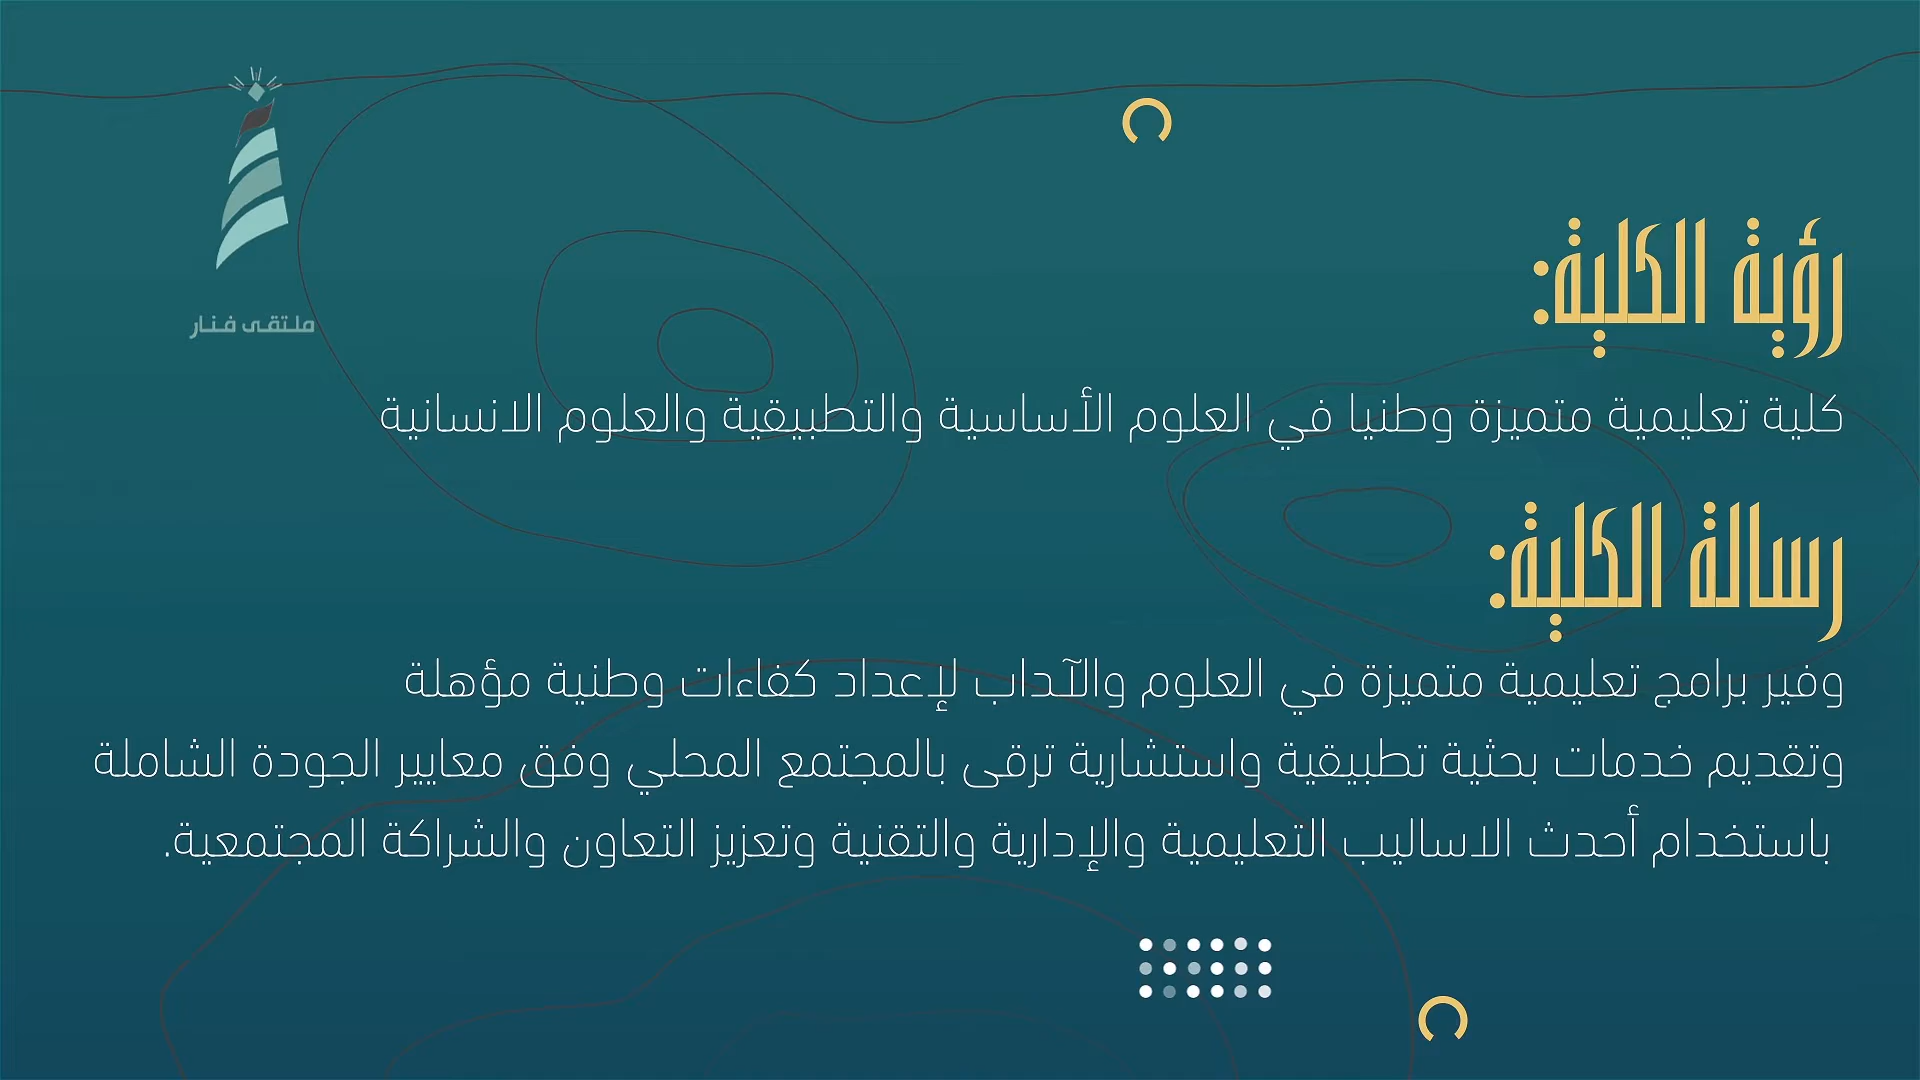 ملتقى فنار
رؤية الكلية:
كلية تعليمية متميزة وطنيا في العلوم الأساسية والتطبيقية والعلوم الانسانية
رسالة الكلية:
وفير برامج تعليمية متميزة في العلوم والآداب لإعداد كفاءات وطنية مؤهلة
وتقديم خدمات بحثية تطبيقية واستشارية ترقى بالمجتمع المحلي وفق معايير الجودة الشاملة
باستخدام أحدث الاساليب التعليمية والإدارية والتقنية وتعزيز التعاون والشراكة المجتمعية.